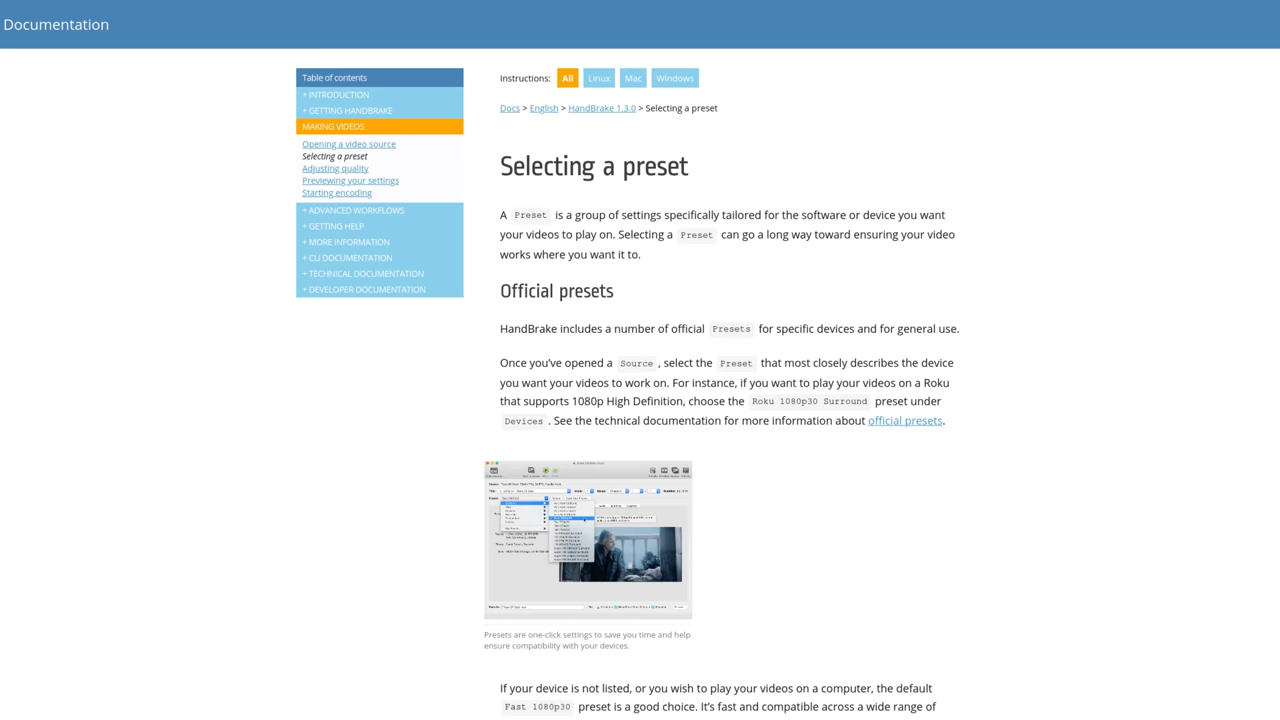 Documentation
Table of contents
+ INTRODUCTION
+ GETTING HANDBRAKE
MAKING VIDEOS
Opening a video source
Selecting a preset
Adjusting quality
Previewing your settings
Starting encoding
+ ADVANCED WORKFLOWS
+ GETTING HELP
+ MORE INFORMATION
+ CLI DOCUMENTATION
+ TECHNICAL DOCUMENTATION
+ DEVELOPER DOCUMENTATION
Instructions: All Linux Mac Windows
Docs > English > HandBrake 1.3.0 > Selecting a preset
Selecting a preset
A Preset is a group of settings specifically tailored for the software or device you want
your videos to play on. Selecting a Preset can go a long way toward ensuring your video
works where you want it to.
Official presets
HandBrake includes a number of official Presets for specific devices and for general use.
Once you've opened a Source , select the Preset that most closely describes the device
you want your videos to work on. For instance, if you want to play your videos on a Roku
that supports 1080p High Definition, choose the Roku 1080p30 Surround preset under
Devices . See the technical documentation for more information about official presets.
Presets are one-click settings to save you time and help
ensure compatibility with your devices.
If your device is not listed, or you wish to play your videos on a computer, the default
Fast 1080p30 preset is a good choice. It's fast and compatible across a wide range of